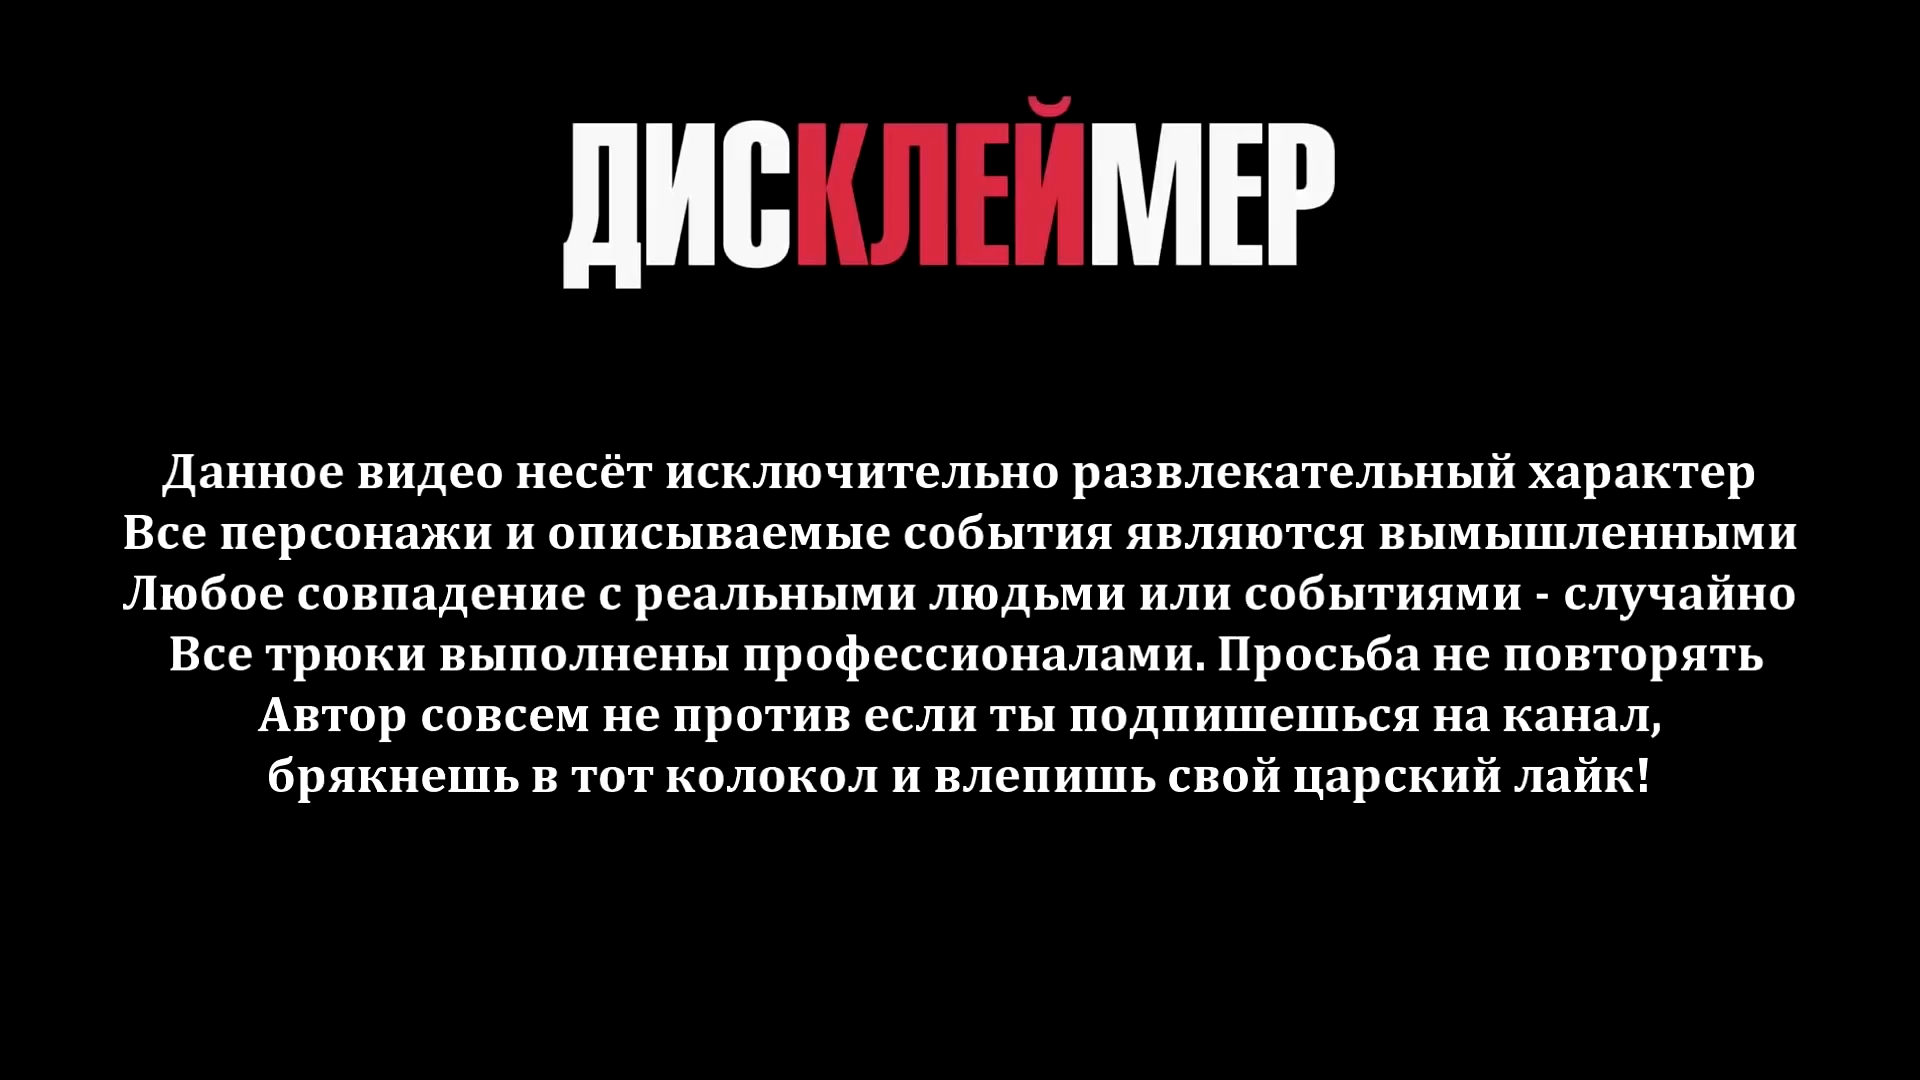 ДИСКЛЕЙМЕР
Данное видео несёт исключительно развлекательный характер
Все персонажи и описываемые события являются вымышленными
Любое совпадение с реальными людьми или событиями - случайно
Все трюки выполнены профессионалами. Просьба не повторять
Автор совсем не против если ты подпишешься на канал,
брякнешь в тот колокол и влепишь свой царский лайк!